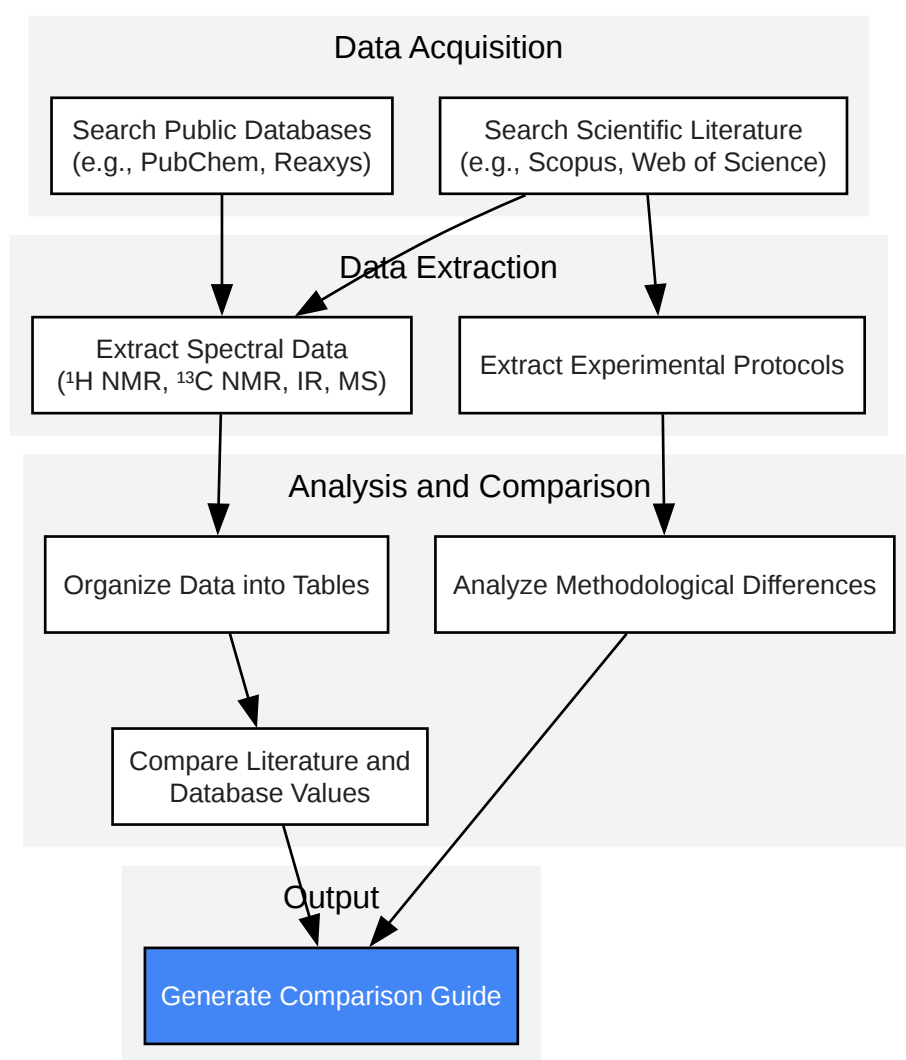 Data Acquisition
Search Public Databases
(e.g., PubChem, Reaxys)
Search Scientific Literature
(e.g., Scopus, Web of Science)
Data Extraction
Extract Spectral Data
(¹H NMR, ¹³C NMR, IR, MS)
Extract Experimental Protocols
Analysis and Comparison
Organize Data into Tables
Analyze Methodological Differences
Compare Literature and
Database Values
Output
Generate Comparison Guide